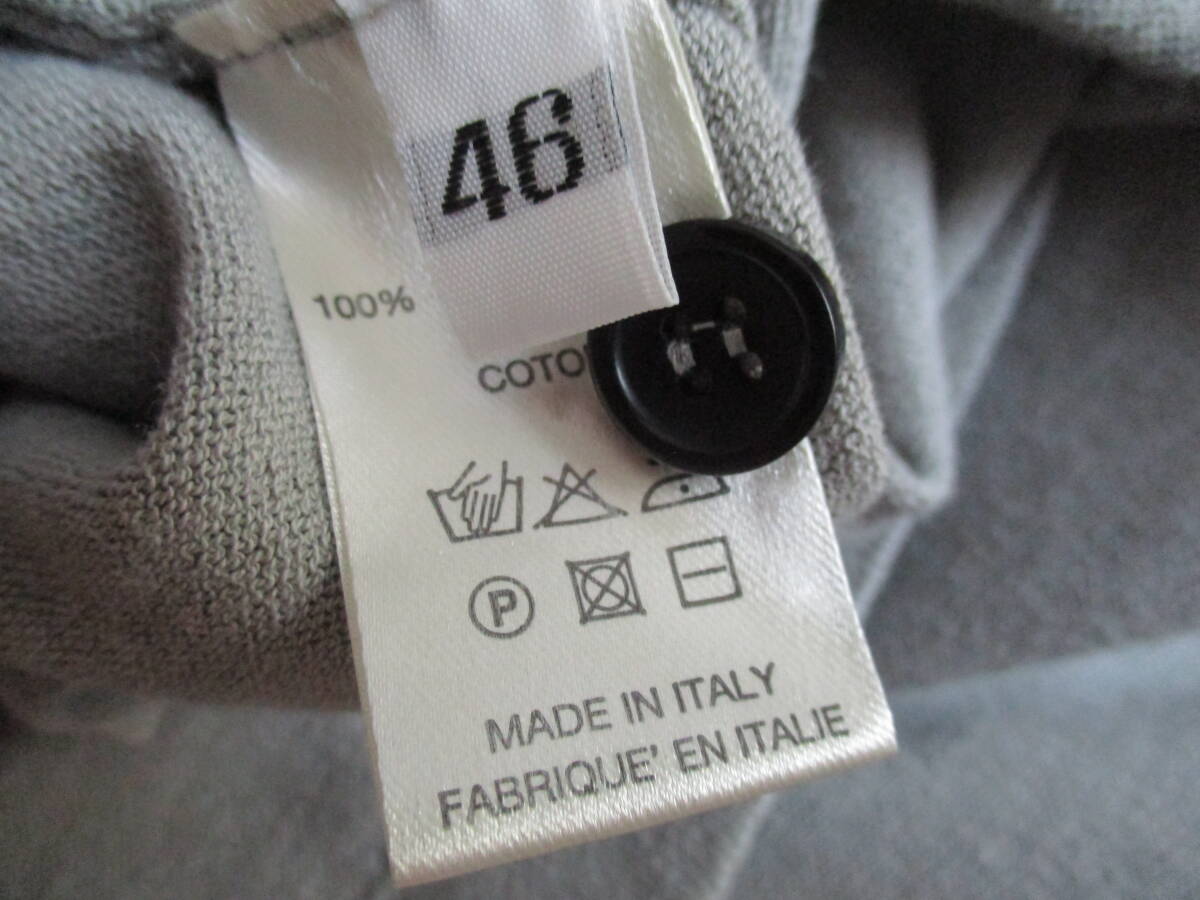 46
100%
P
MADE IN ITALY
FABRIQUE' EN ITALIE